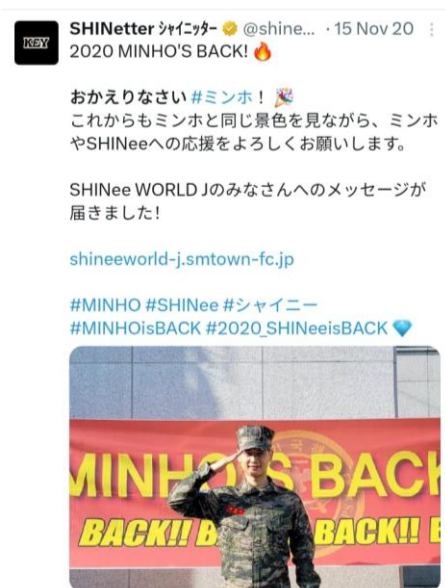 KEY
SHINetter ｼｬｲﾆｯﾀｰ @shine... · 15 Nov 20
2020 MINHO'S BACK! 🔥
おかえりなさい #ミンホ！ 🎉
これからもミンホと同じ景色を見ながら、ミンホ
やSHINeeへの応援をよろしくお願いします。
SHINee WORLD Jのみなさんへのメッセージが
届きました！
shineeworld-j.smtown-fc.jp
#MINHO #SHINee #シャイニー
#MINHOisBACK #2020_SHINeeisBACK 💎
MINHO'S BACK
BACK!! B BACK!! B